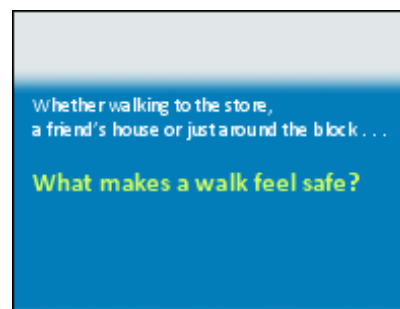 Whether walking to the store,
a friend's house or just around the block . . .
What makes a walk feel safe?